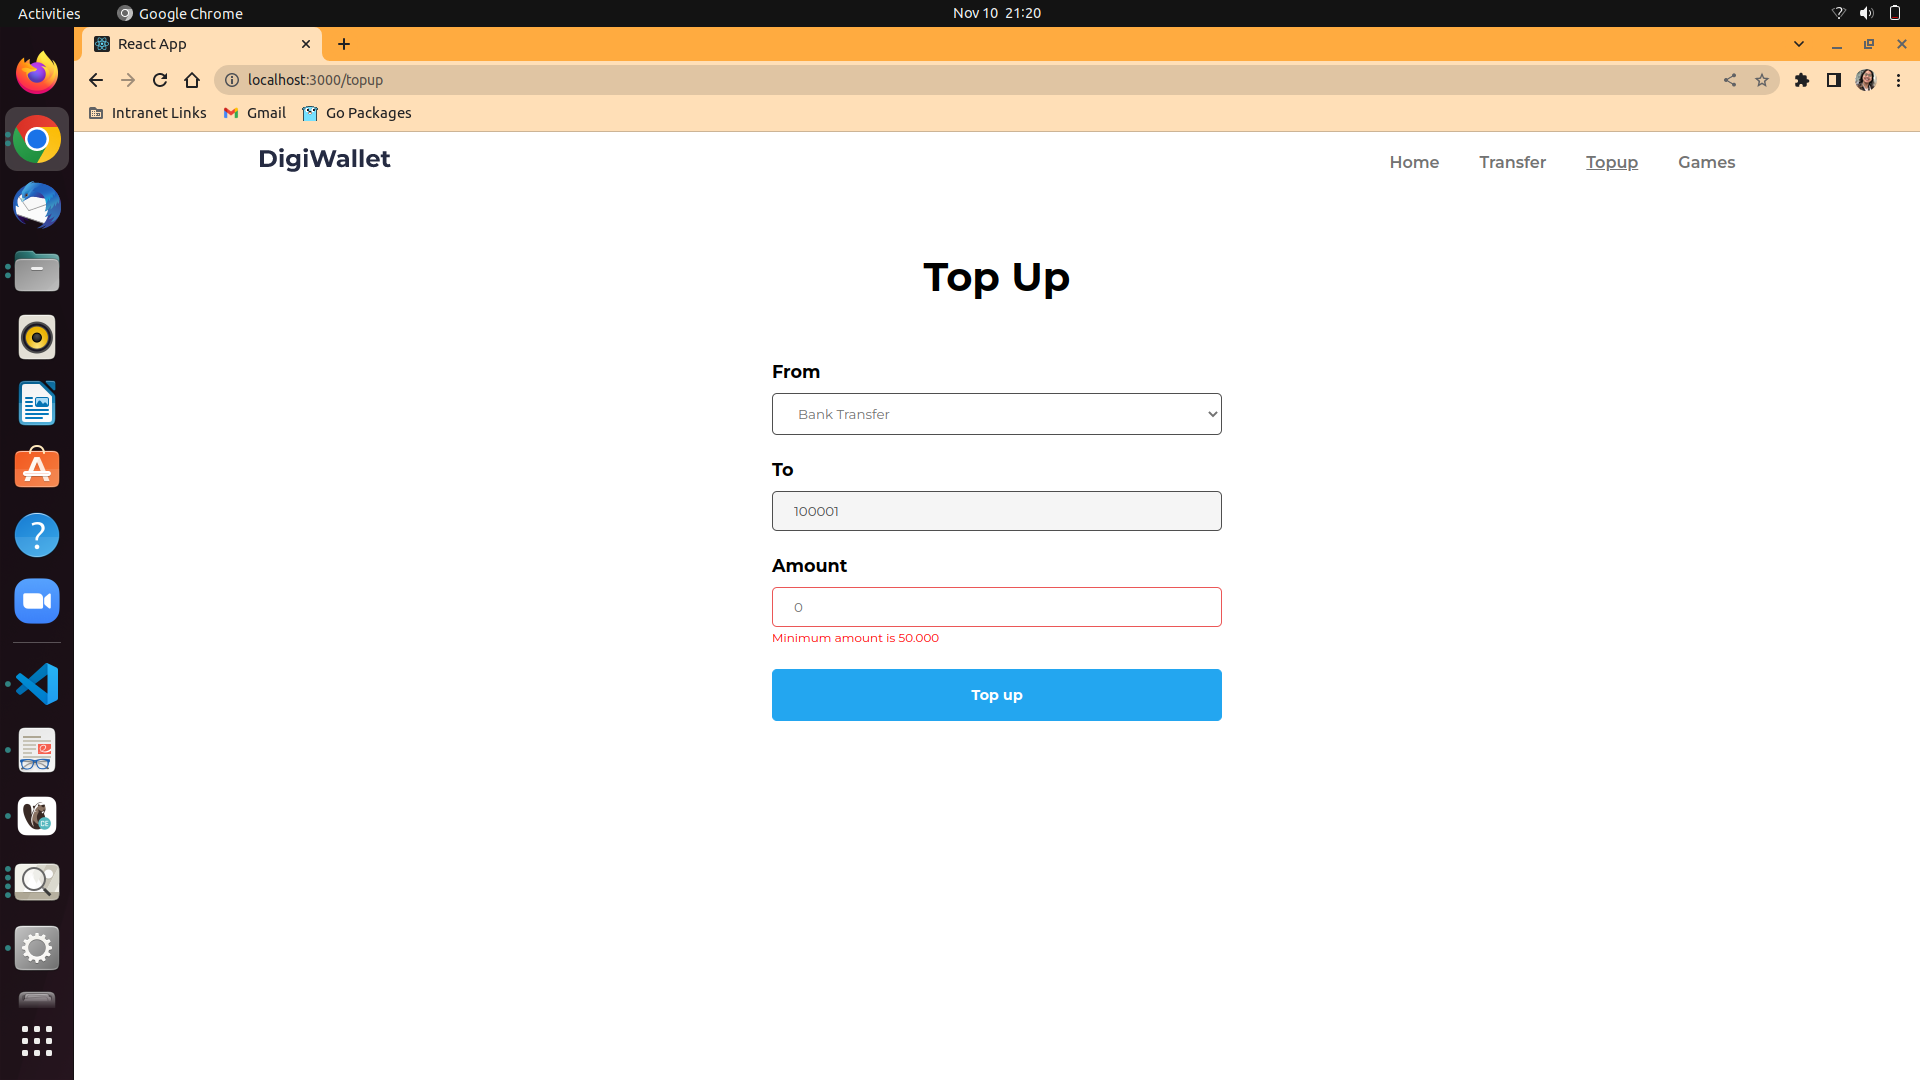 Activities
Google Chrome
Nov 10 21:20
React App
localhost:3000/topup
Intranet Links
Gmail
Go Packages
DigiWallet
Home
Transfer
Topup
Games
Top Up
From
Bank Transfer
To
100001
Amount
0
Minimum amount is 50.000
Top up